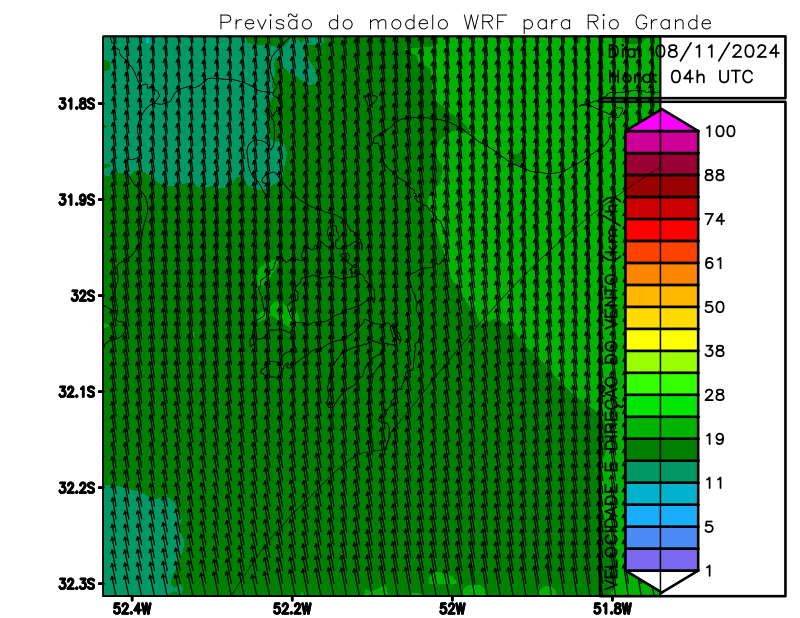 Previsão do modelo WRF para Rio Grande
Dia: 08/11/2024
Hora: 04h UTC
31.8S
31.9S
32S
32.1S
32.2S
32.3S
52.4W
52.2W
52W
51.8W
VELOCIDADE E DIREÇÃO DO VENTO (km/h)
100
88
74
61
50
38
28
19
11
5
1